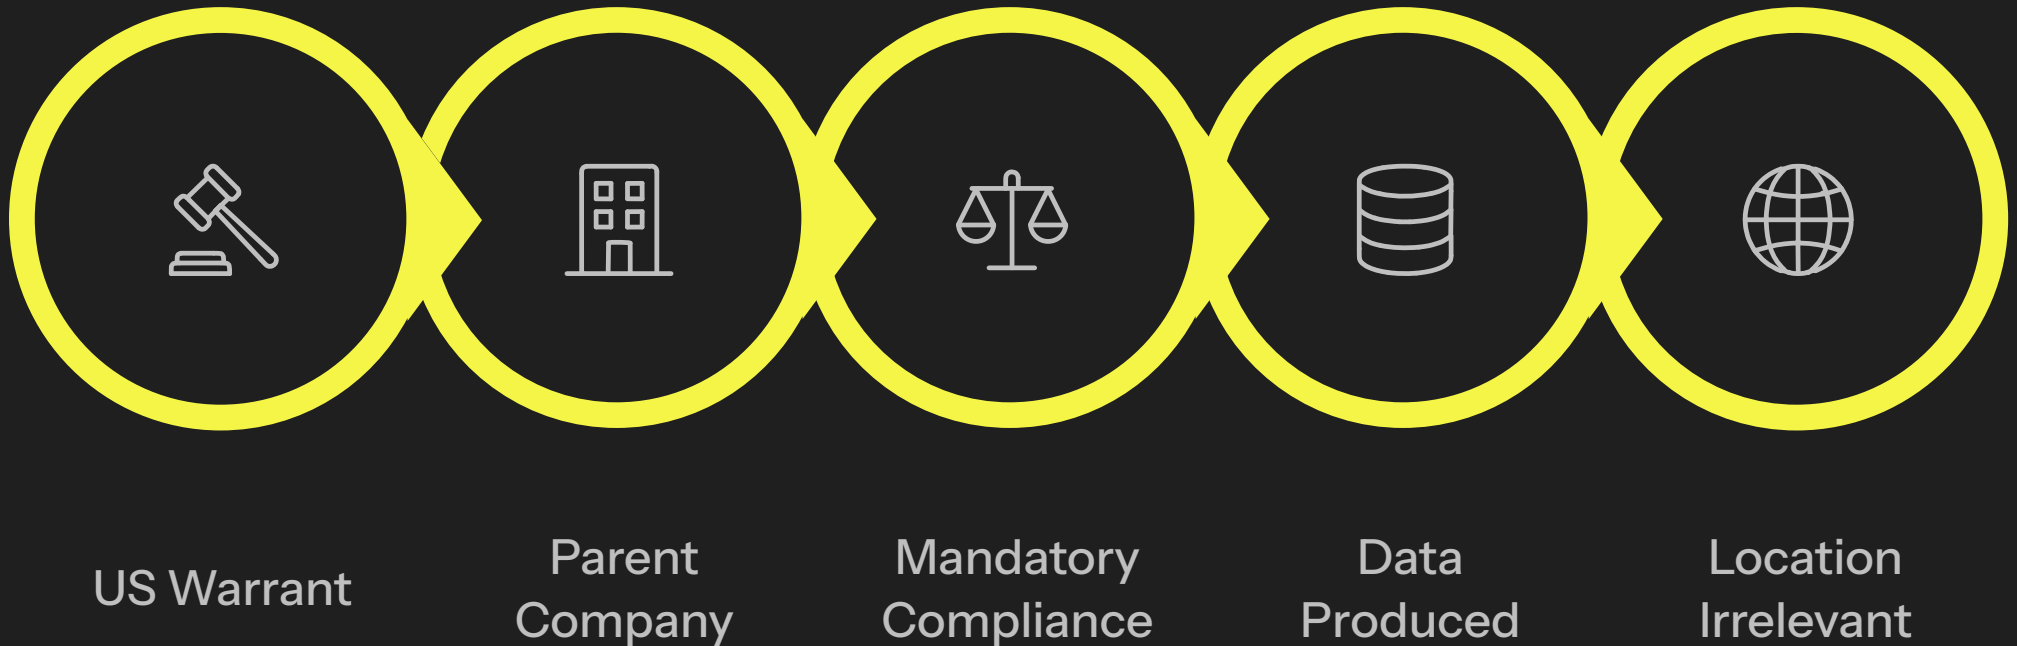 US Warrant
Parent
Company
Mandatory
Compliance
Data
Produced
Location
Irrelevant